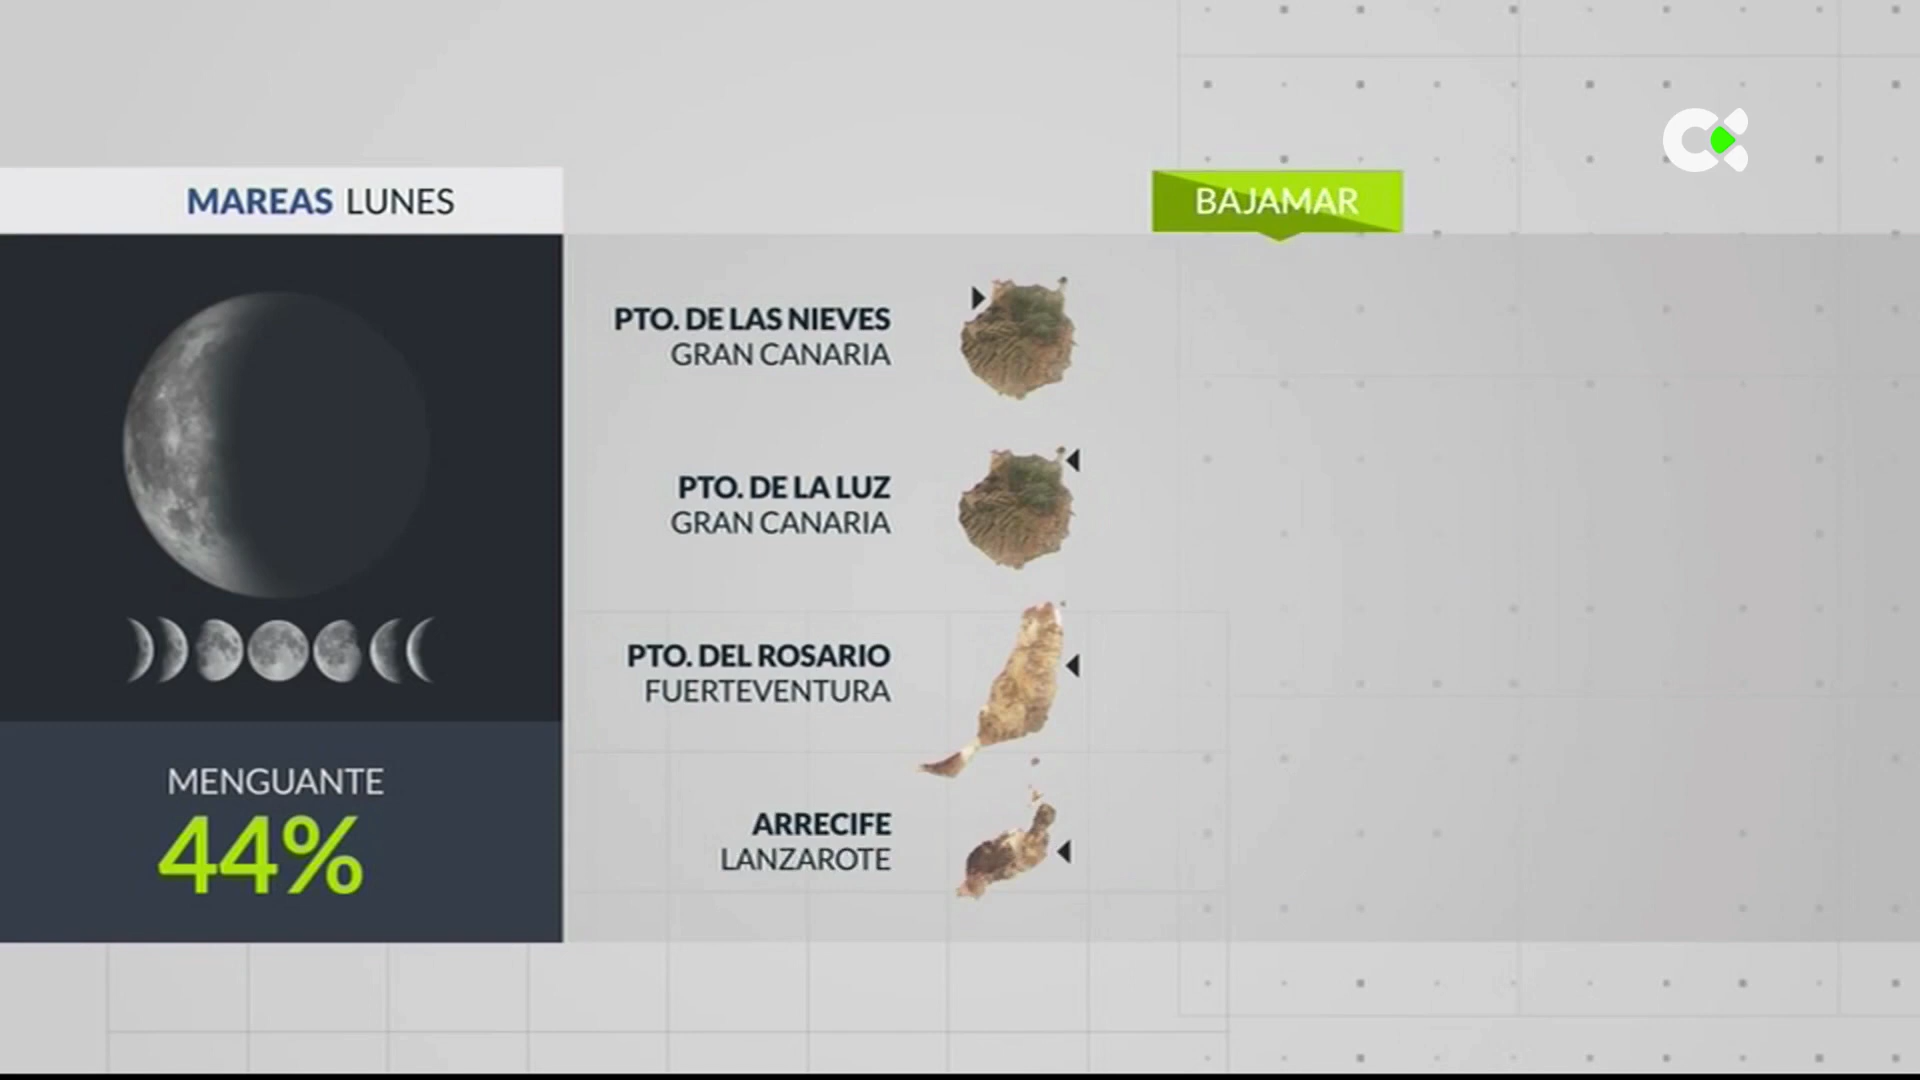 MAREAS LUNES
BAJAMAR
PTO. DE LAS NIEVES
GRAN CANARIA
PTO. DE LA LUZ
GRAN CANARIA
PTO. DEL ROSARIO
FUERTEVENTURA
ARRECIFE
LANZAROTE
MENGUANTE
44%